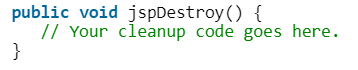 public void jspDestroy() {
   // Your cleanup code goes here.
}